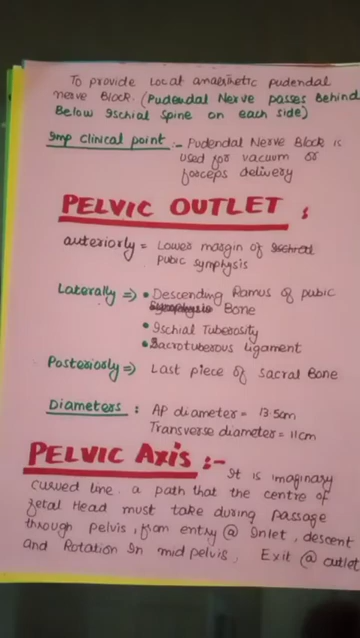 To provide Local anaesthetic pudendal
nerve Block. (Pudendal Nerve passes Behind
Below Ischial Spine on each side)
Imp Clinical point :- Pudendal Nerve Block is
used for vacuum or
forceps delivery
PELVIC OUTLET :
anteriorly = Lower margin of
pubic symphysis
Laterally => • Descending Ramus of pubic
Symphysis Bone
• Ischial Tuberosity
• Sacrotuberous ligament
Posteriorly => Last piece of Sacral Bone
Diameters : AP diameter = 13.5cm
Transverse diameter = 11cm
PELVIC AXIS :- It is imaginary
curved line. a path that the centre of
fetal Head must take during passage
through pelvis, from entry @ Inlet, descent
and Rotation In mid pelvis, Exit @ outlet